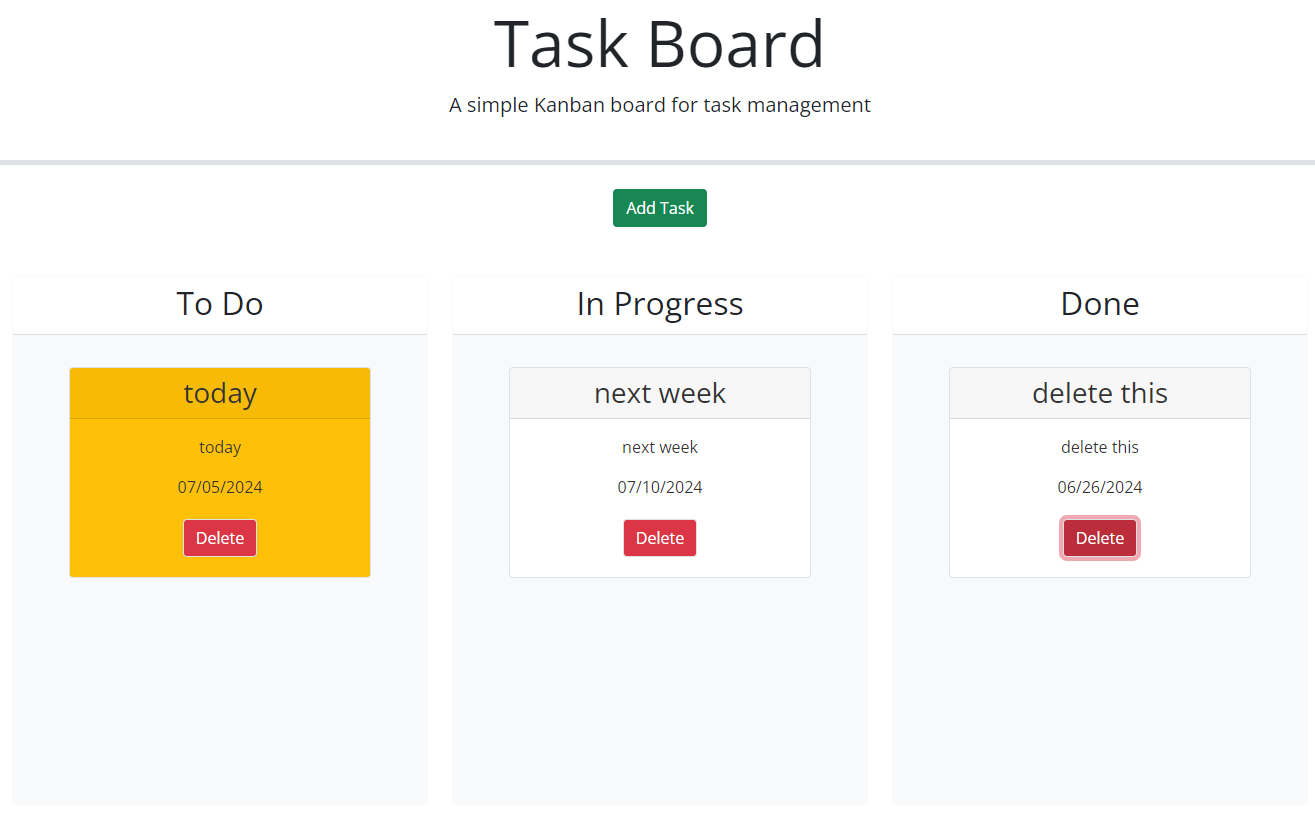 Task Board
A simple Kanban board for task management
Add Task
To Do
today
today
07/05/2024
Delete
In Progress
next week
next week
07/10/2024
Delete
Done
delete this
delete this
06/26/2024
Delete